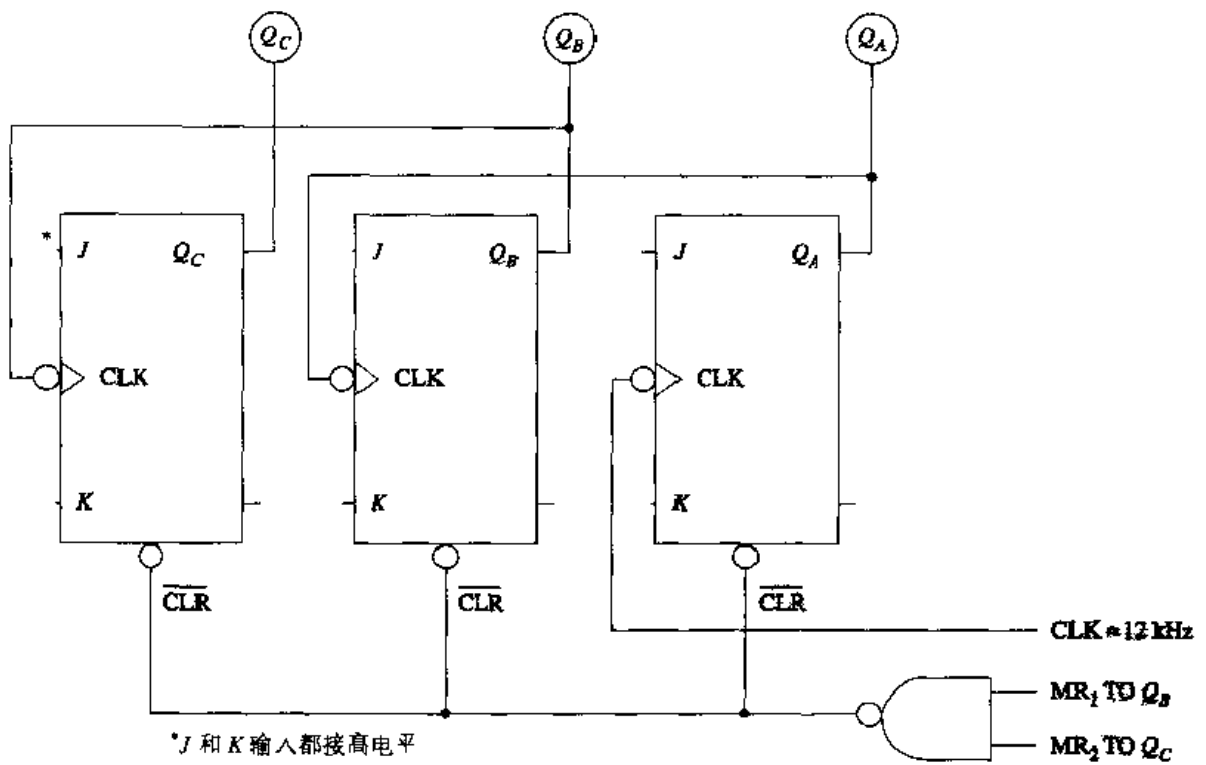 Q_C Q_B Q_A
* J Q_C J Q_B J Q_A
CLK CLK CLK
K K K
CLR CLR CLR
CLK = 12 kHz
MR1 TO Q_B
MR2 TO Q_C
*J 和 K 输入都接高电平